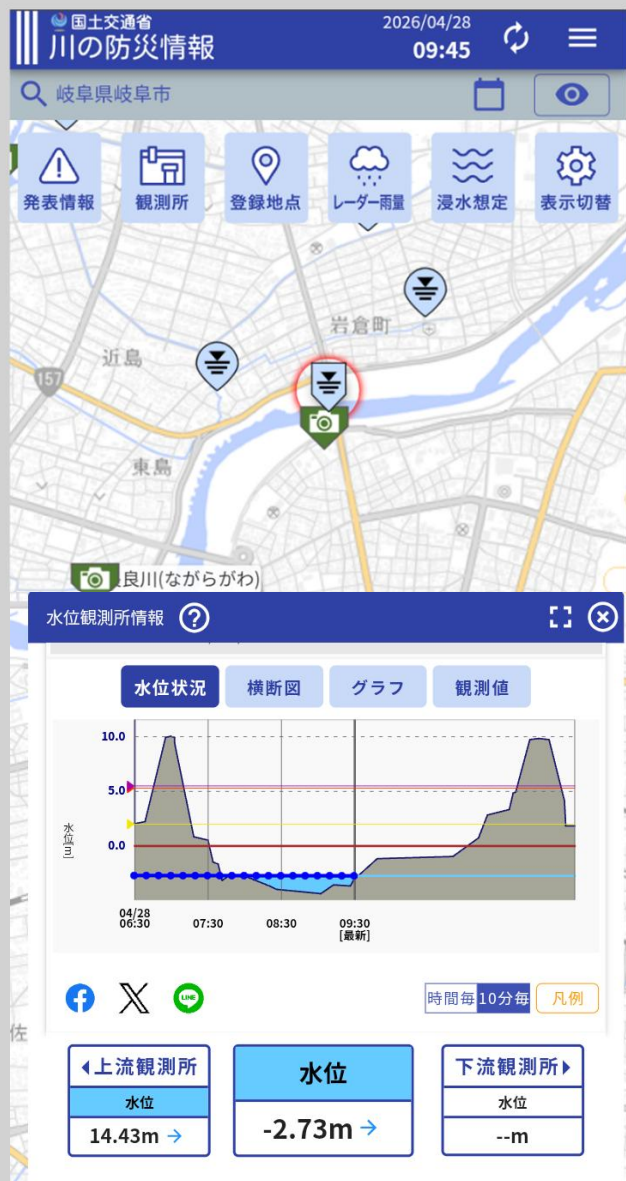 国土交通省
川の防災情報
2026/04/28
09:45
岐阜県岐阜市
発表情報
観測所
登録地点
レーダー雨量
浸水想定
表示切替
岩倉町
近島
157
東島
良川(ながらがわ)
水位観測所情報 ?
水位状況
横断図
グラフ
観測値
10.0
5.0
0.0
水位[m]
04/28
06:30
07:30
08:30
09:30
[最新]
LINE
時間毎
10分毎
凡例
佐
上流観測所
水位
14.43m →
水位
-2.73m →
下流観測所
水位
--m